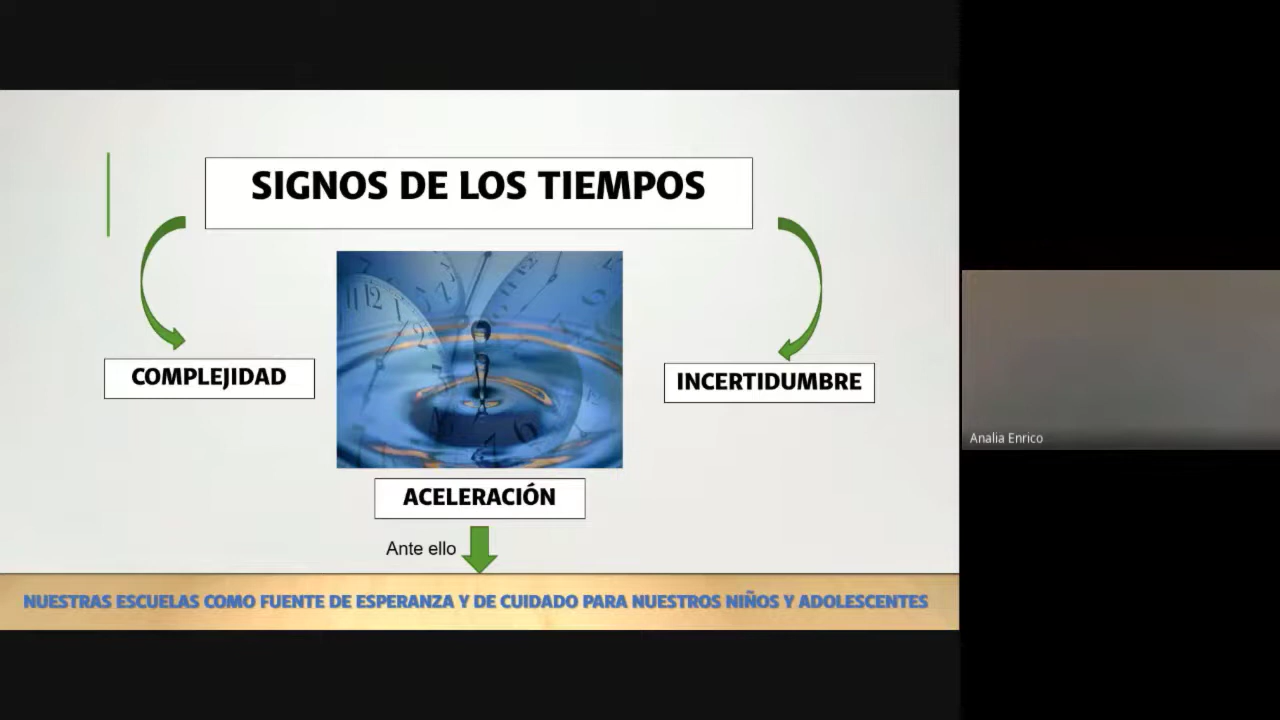 SIGNOS DE LOS TIEMPOS
COMPLEJIDAD
INCERTIDUMBRE
ACELERACIÓN
Ante ello
NUESTRAS ESCUELAS COMO FUENTE DE ESPERANZA Y DE CUIDADO PARA NUESTROS NIÑOS Y ADOLESCENTES
Analia Enrico